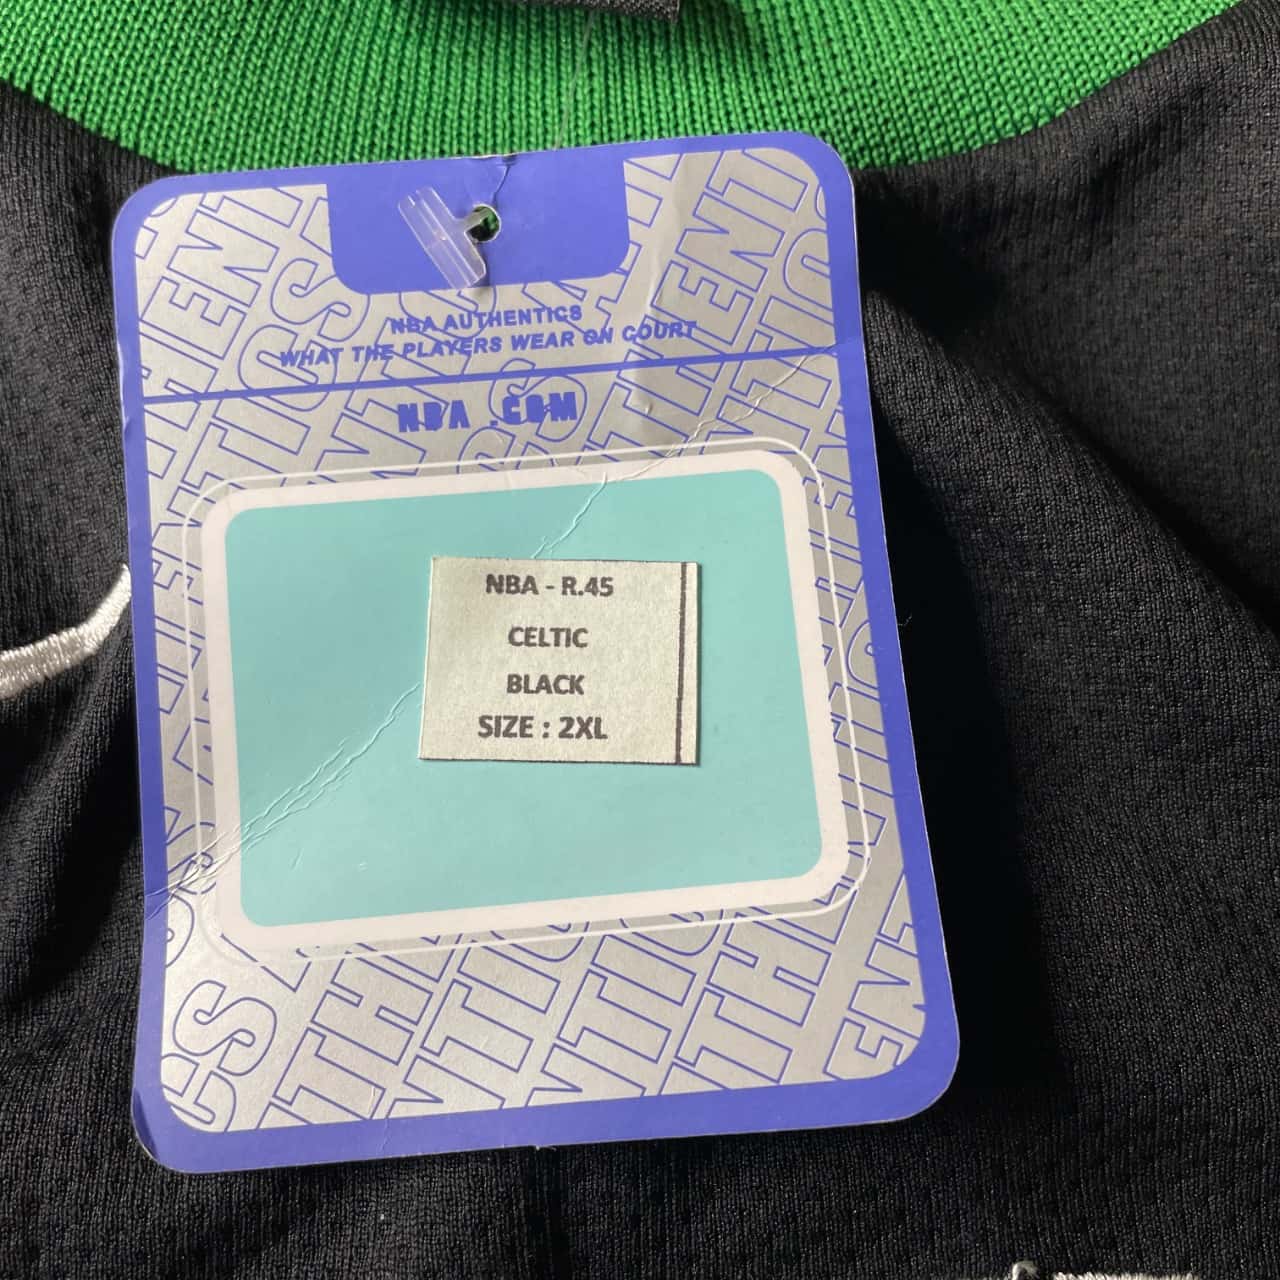 NBA AUTHENTICS
WHAT THE PLAYERS WEAR ON COURT
NBA .COM
NBA - R.45
CELTIC
BLACK
SIZE : 2XL